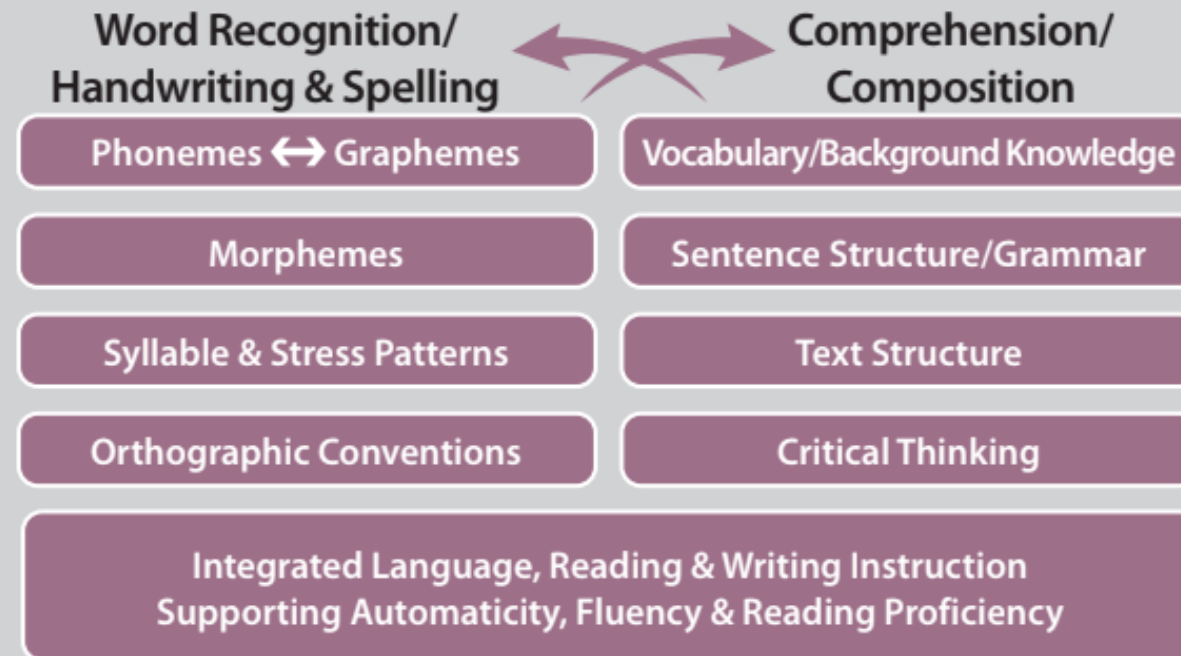 Word Recognition/
Handwriting & Spelling
Comprehension/
Composition
Phonemes ↔ Graphemes
Vocabulary/Background Knowledge
Morphemes
Sentence Structure/Grammar
Syllable & Stress Patterns
Text Structure
Orthographic Conventions
Critical Thinking
Integrated Language, Reading & Writing Instruction
Supporting Automaticity, Fluency & Reading Proficiency